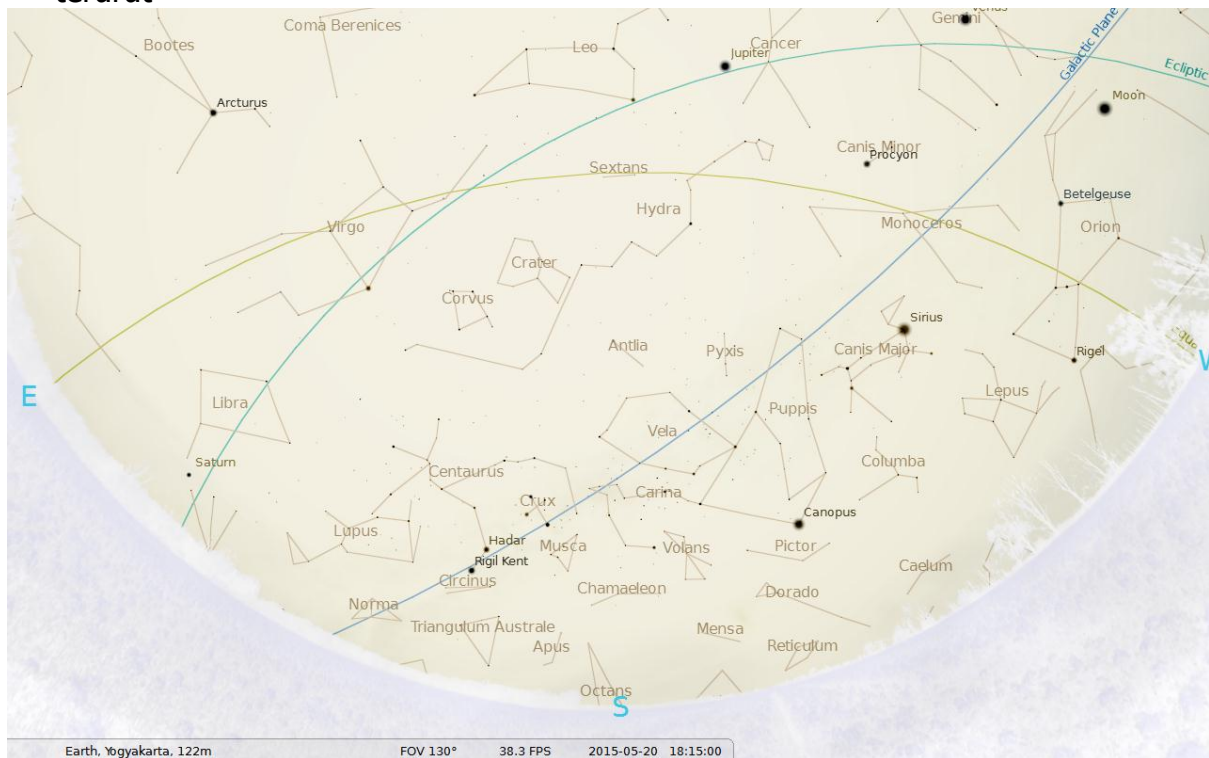 Coma Berenices
Gemini
Bootes
Leo
Cancer
Jupiter
Galactic Plane
Ecliptic
Moon
Arcturus
Canis Minor
Procyon
Sextans
Betelgeuse
Hydra
Virgo
Monoceros
Orion
Crater
Corvus
Sirius
Antlia
Pyxis
Canis Major
Rigel
E
W
Libra
Puppis
Lepus
Vela
Saturn
Centaurus
Columba
Carina
Crux
Canopus
Lupus
Hadar
Musca
Volans
Pictor
Rigil Kent
Circinus
Caelum
Chamaeleon
Dorado
Norma
Triangulum Australe
Mensa
Apus
Reticulum
Octans
S
Earth, Yogyakarta, 122m FOV 130° 38.3 FPS 2015-05-20 18:15:00